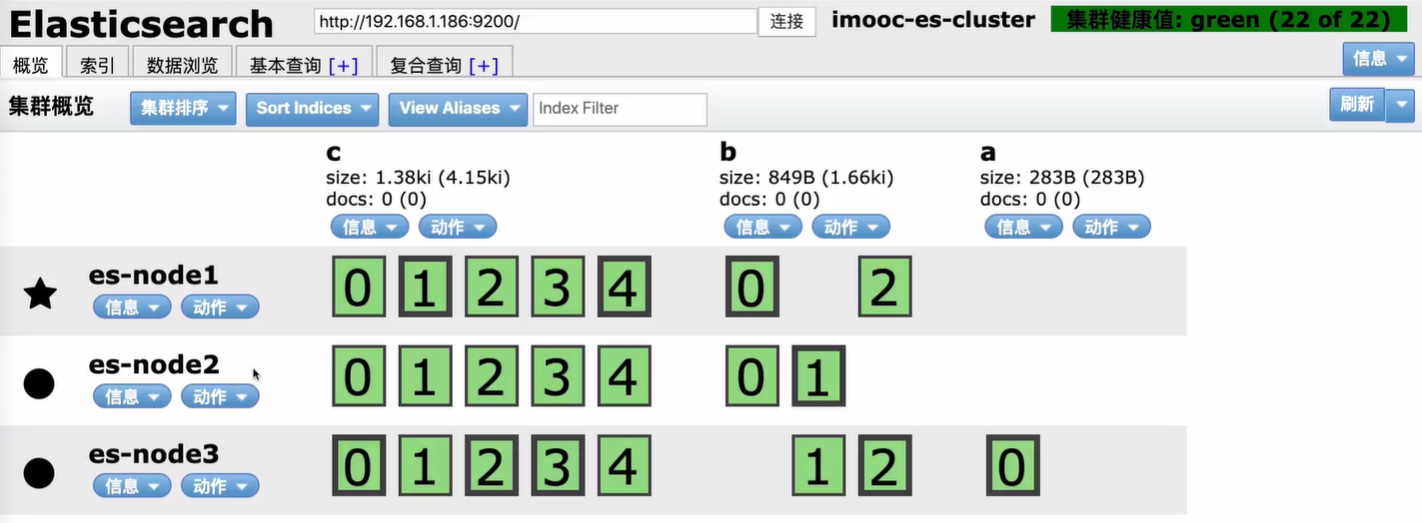 Elasticsearch http://192.168.1.186:9200/ 连接 imooc-es-cluster 集群健康值: green (22 of 22)
概览 索引 数据浏览 基本查询 [+] 复合查询 [+] 信息
集群概览 集群排序 Sort Indices View Aliases Index Filter 刷新
c b a
size: 1.38ki (4.15ki) size: 849B (1.66ki) size: 283B (283B)
docs: 0 (0) docs: 0 (0) docs: 0 (0)
信息 动作 信息 动作 信息 动作
es-node1 0 1 2 3 4 0 2
信息 动作
es-node2 0 1 2 3 4 0 1
信息 动作
es-node3 0 1 2 3 4 1 2 0
信息 动作